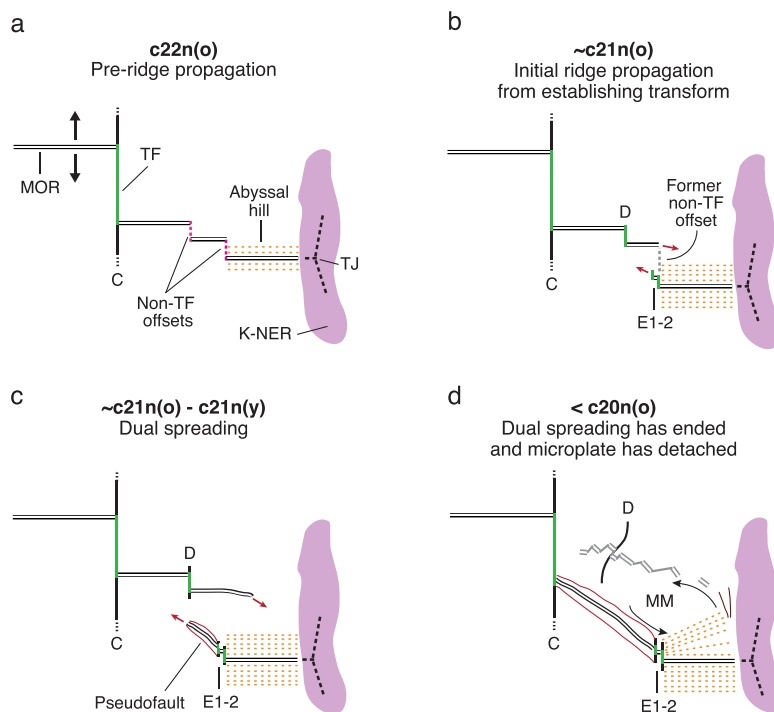 a
c22n(o)
Pre-ridge propagation
TF
MOR
Abyssal
hill
TJ
C
Non-TF
offsets
K-NER
b
~c21n(o)
Initial ridge propagation
from establishing transform
Former
non-TF
offset
D
C
E1-2
c
~c21n(o) - c21n(y)
Dual spreading
D
C
Pseudofault
E1-2
d
< c20n(o)
Dual spreading has ended
and microplate has detached
D
MM
C
E1-2